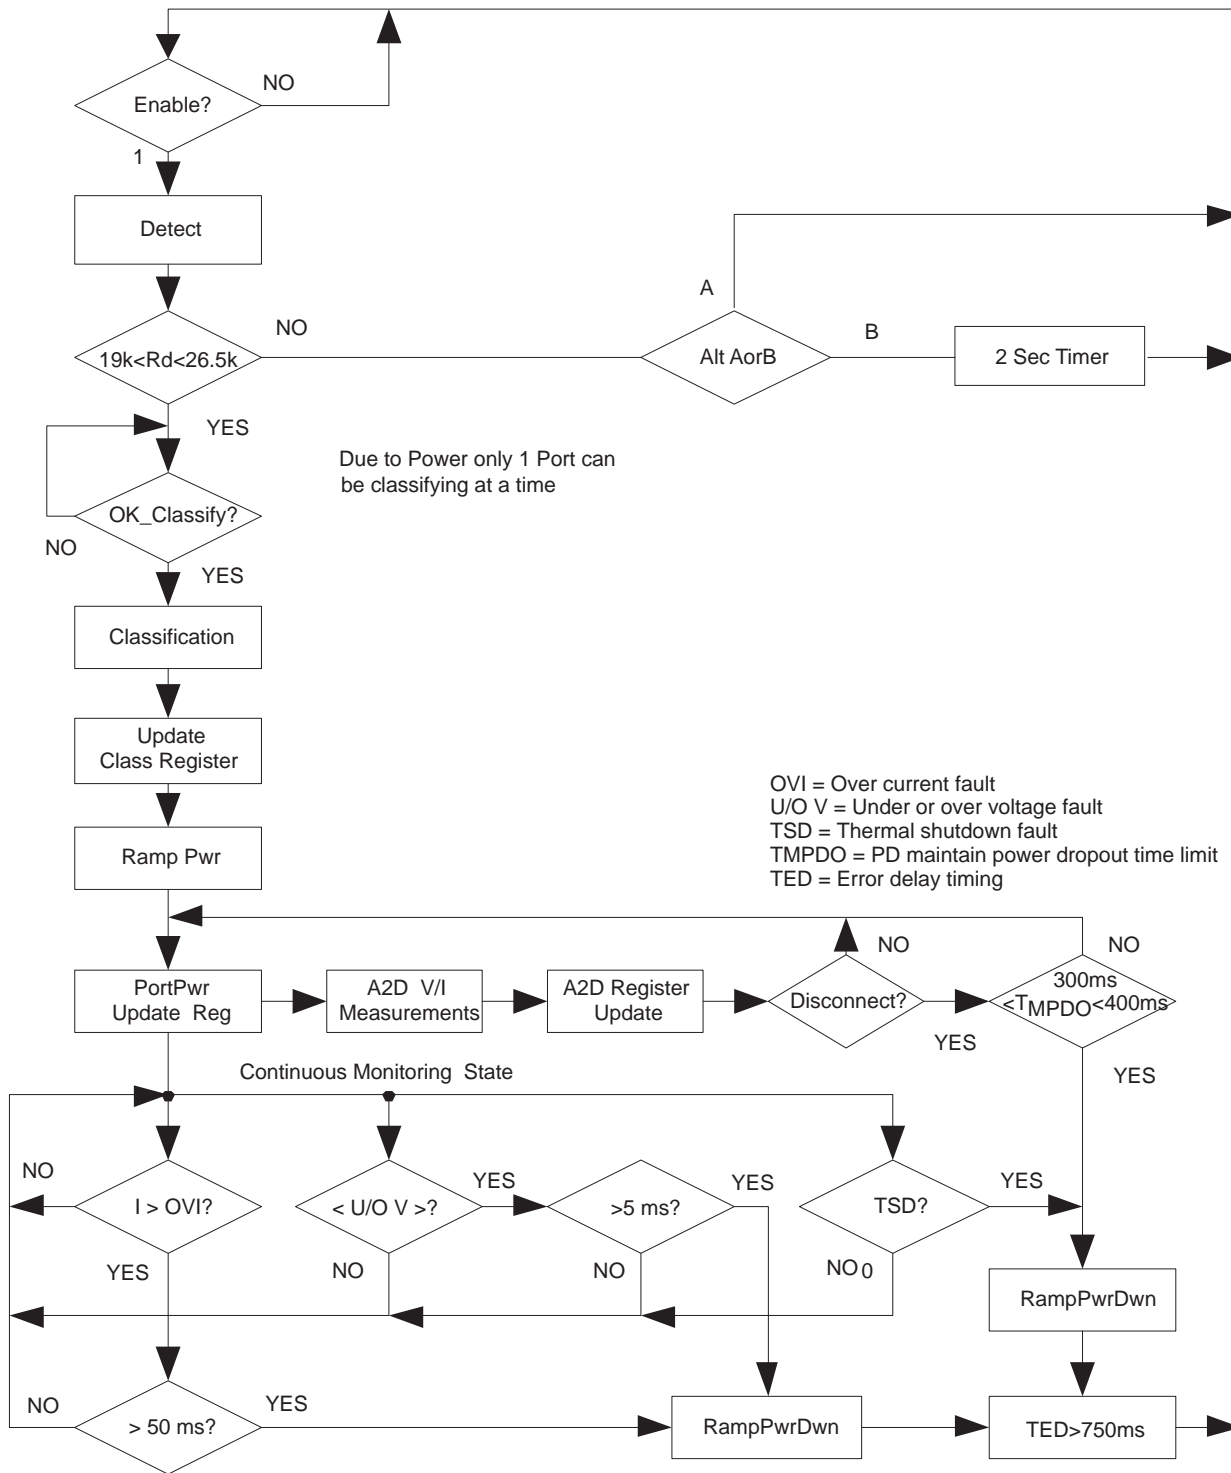 NO
Enable?
1
Detect
A
NO
B
19k<Rd<26.5k
Alt AorB
2 Sec Timer
YES
Due to Power only 1 Port can
be classifying at a time
OK_Classify?
NO
YES
Classification
Update
Class Register
OVI = Over current fault
U/O V = Under or over voltage fault
TSD = Thermal shutdown fault
TMPDO = PD maintain power dropout time limit
TED = Error delay timing
Ramp Pwr
NO
NO
PortPwr
Update Reg
A2D V/I
Measurements
A2D Register
Update
Disconnect?
300ms
<TMPDO<400ms
YES
YES
Continuous Monitoring State
NO
YES
YES
YES
I > OVI?
< U/O V >?
>5 ms?
TSD?
YES
NO
NO
NO 0
RampPwrDwn
NO
YES
> 50 ms?
RampPwrDwn
TED>750ms